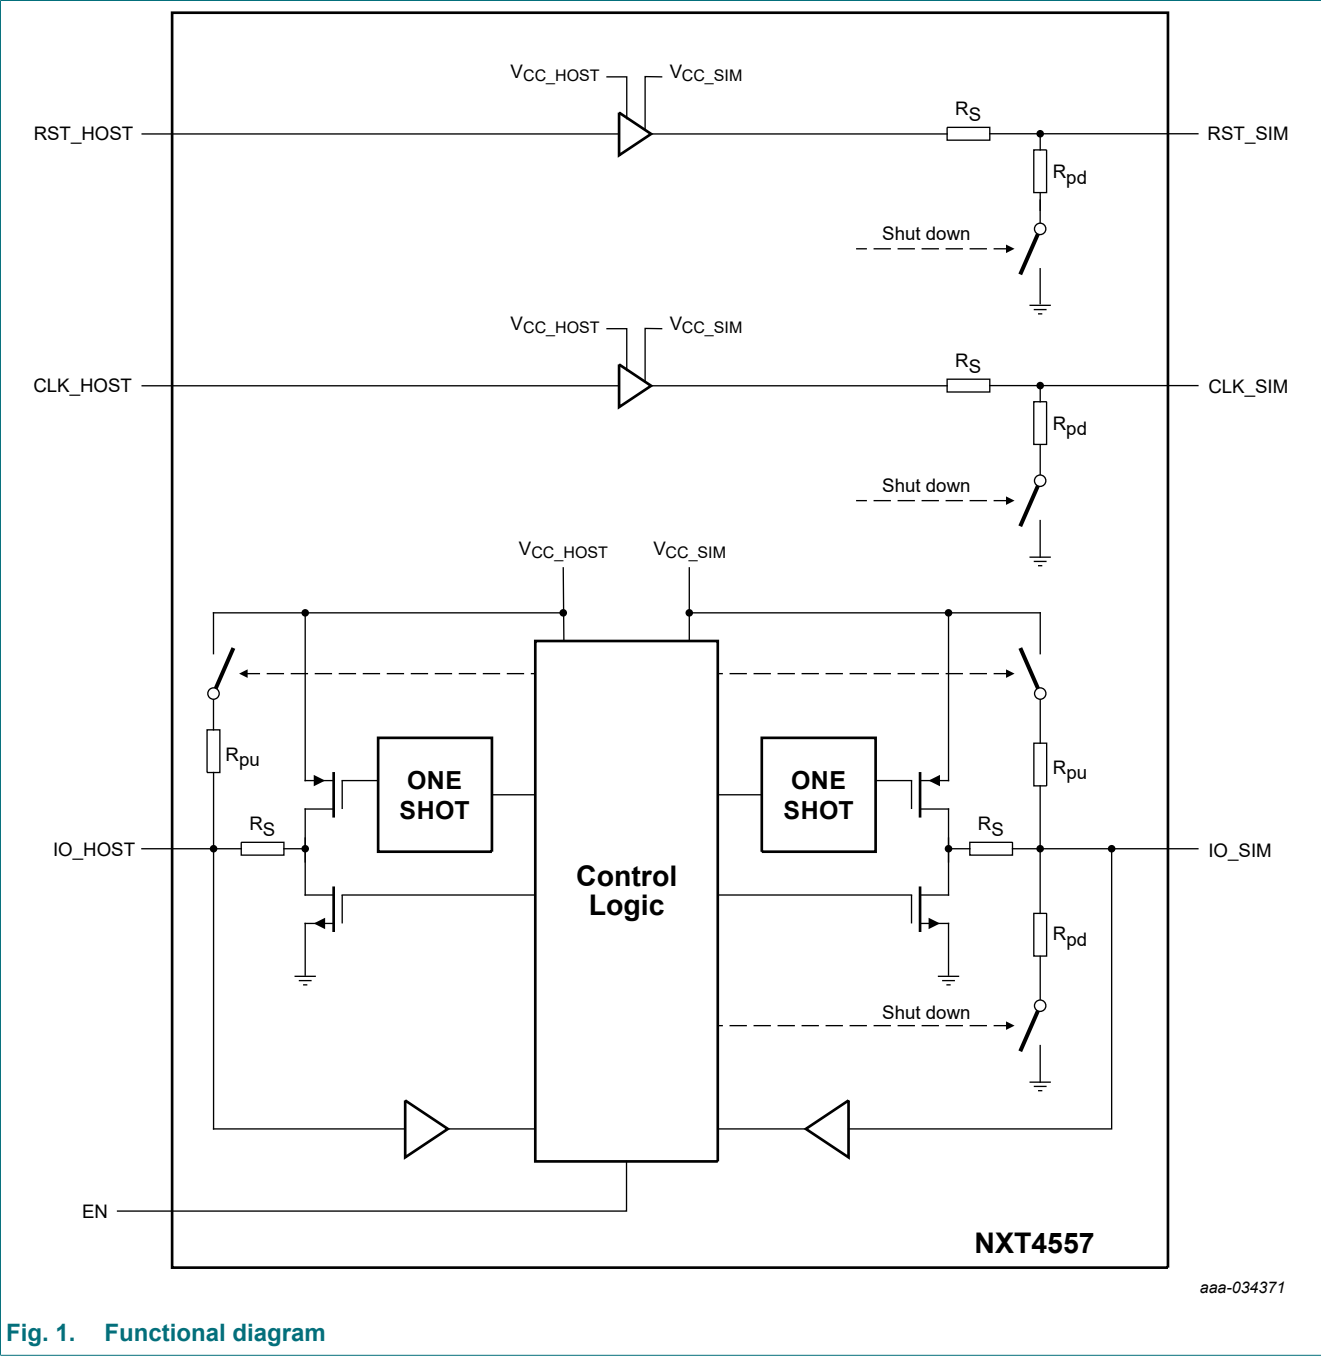 VCC_HOST VCC_SIM
RS
RST_HOST RST_SIM
Rpd
Shut down
VCC_HOST VCC_SIM
RS
CLK_HOST CLK_SIM
Rpd
Shut down
VCC_HOST VCC_SIM
Rpu
ONE
SHOT
ONE
SHOT
Rpu
RS
RS
IO_HOST IO_SIM
Control
Logic
Rpd
Shut down
EN
NXT4557
aaa-034371
Fig. 1. Functional diagram